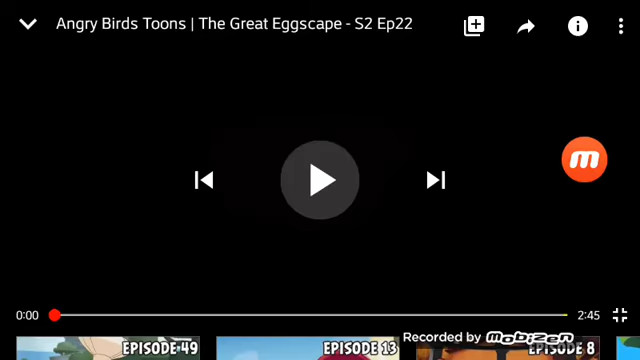 Angry Birds Toons | The Great Eggscape - S2 Ep22
m
0:00
2:45
Recorded by mobizen
EPISODE 49
EPISODE 13
EPISODE 8